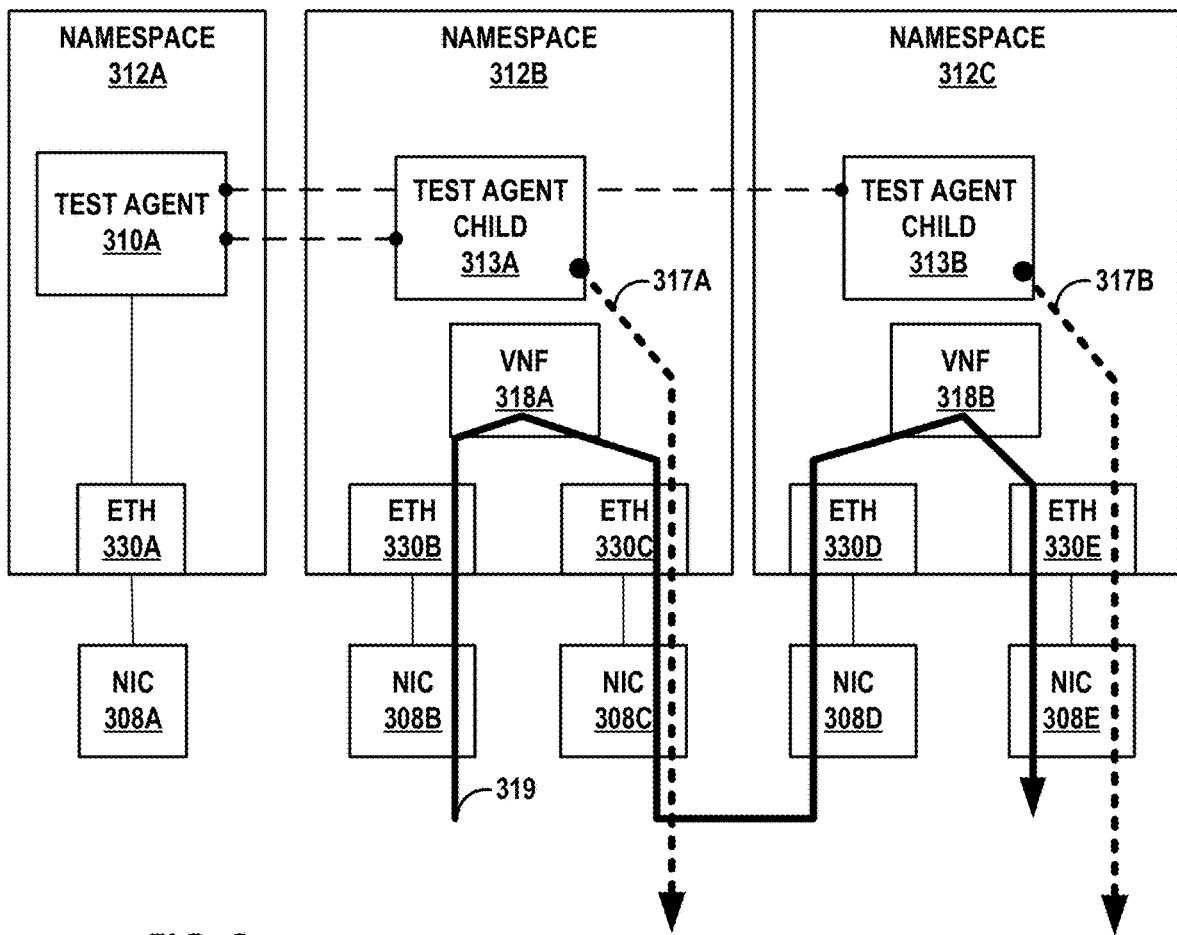 NAMESPACE
312A
NAMESPACE
312B
NAMESPACE
312C
TEST AGENT
310A
TEST AGENT
CHILD
313A
TEST AGENT
CHILD
313B
317A
317B
VNF
318A
VNF
318B
ETH
330A
ETH
330B
ETH
330C
ETH
330D
ETH
330E
NIC
308A
NIC
308B
NIC
308C
NIC
308D
NIC
308E
319